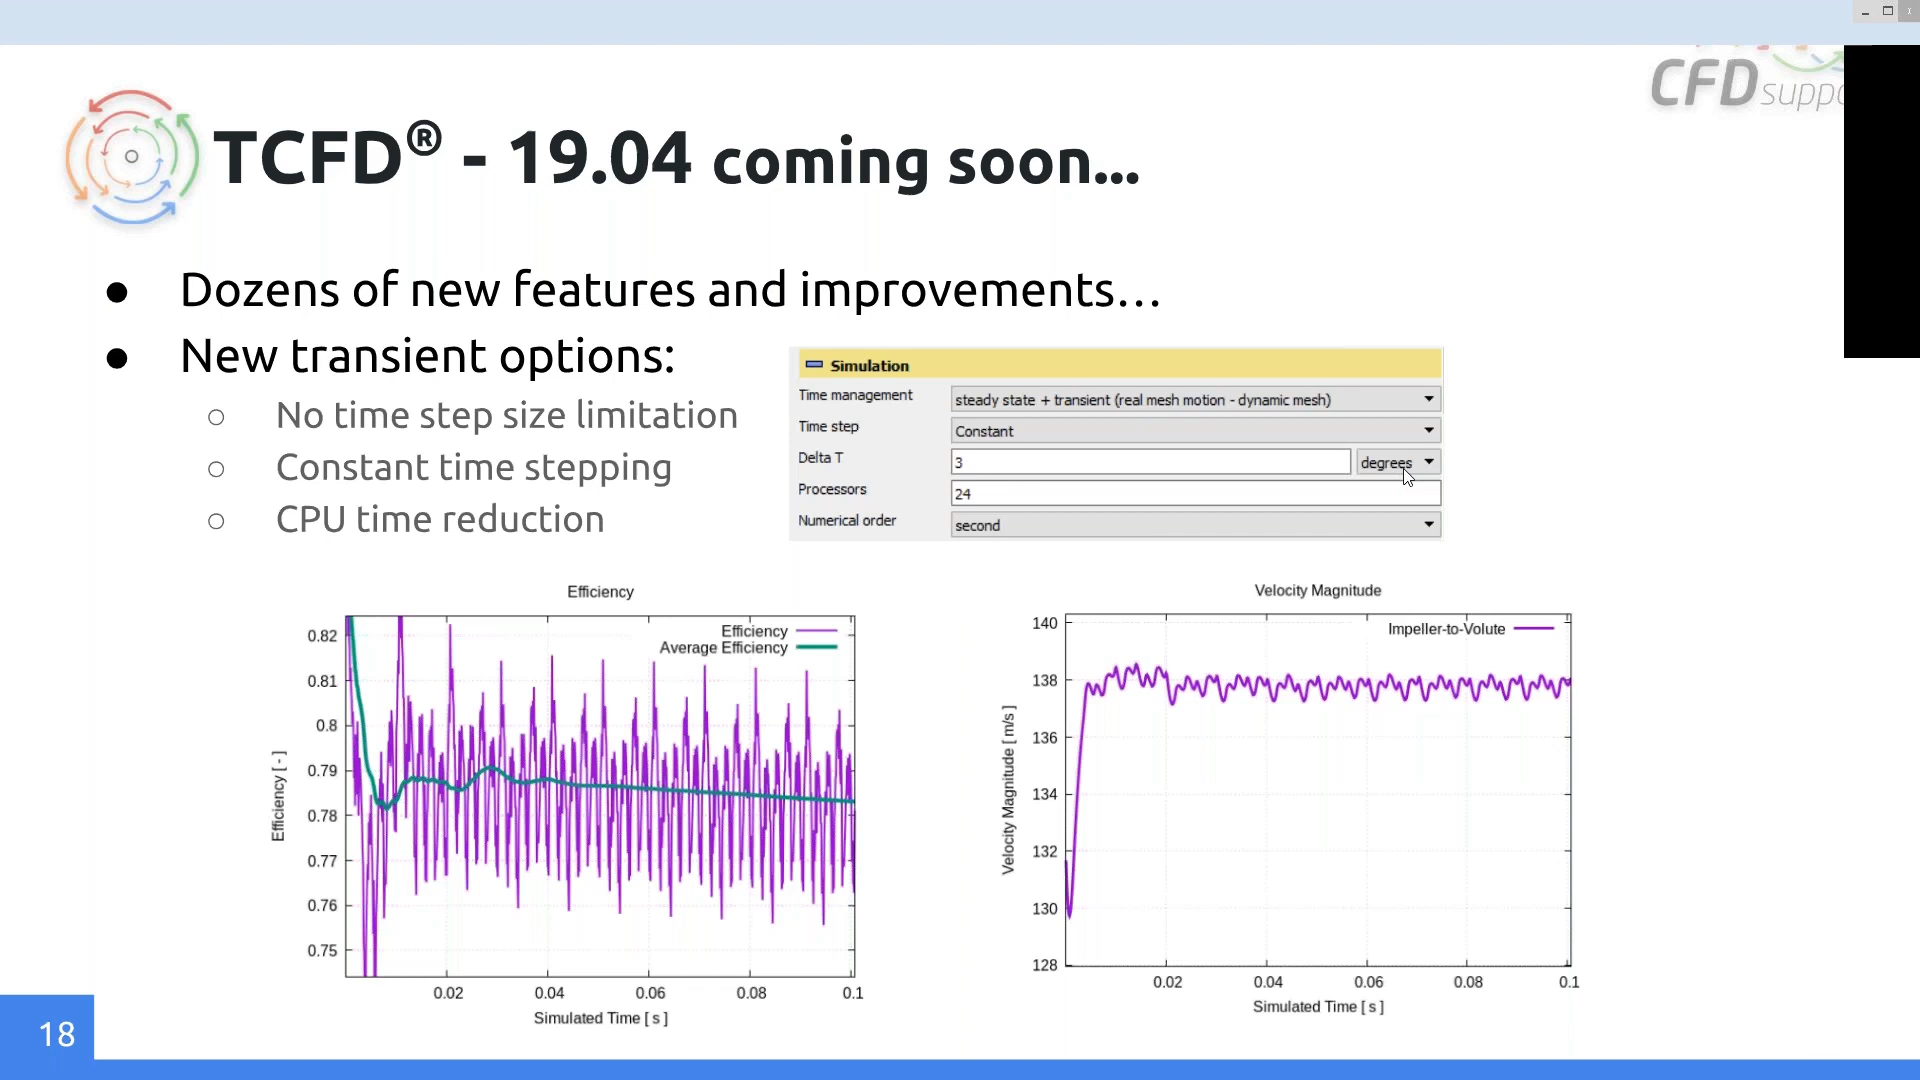 CFD
TCFD® - 19.04 coming soon...
● Dozens of new features and improvements…
● New transient options:
○ No time step size limitation
○ Constant time stepping
○ CPU time reduction
Simulation
Time management steady state + transient (real mesh motion - dynamic mesh)
Time step Constant
Delta T 3 degrees
Processors 24
Numerical order second
Efficiency
Efficiency
Average Efficiency
0.82
0.81
0.8
0.79
0.78
0.77
0.76
0.75
Efficiency [ - ]
0.02 0.04 0.06 0.08 0.1
Simulated Time [ s ]
Velocity Magnitude
Impeller-to-Volute
140
138
136
134
132
130
128
Velocity Magnitude [ m/s ]
0.02 0.04 0.06 0.08 0.1
Simulated Time [ s ]
18